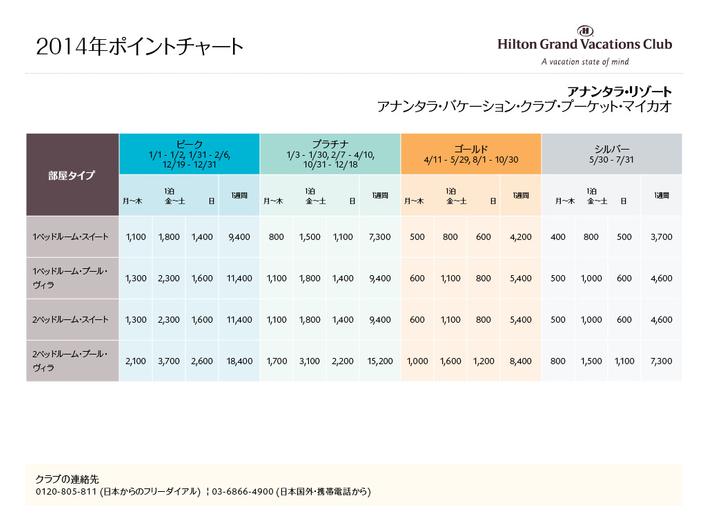 2014年ポイントチャート
Hilton Grand Vacations Club
A vacation state of mind
アナンタラ・リゾート
アナンタラ・バケーション・クラブ・プーケット・マイカオ
部屋タイプ
ピーク
1/1 - 1/2, 1/31 - 2/6,
12/19 - 12/31
プラチナ
1/3 - 1/30, 2/7 - 4/10,
10/31 - 12/18
ゴールド
4/11 - 5/29, 8/1 - 10/30
シルバー
5/30 - 7/31
1泊 1週間 1泊 1週間 1泊 1週間 1泊 1週間
月～木 金～土 日 月～木 金～土 日 月～木 金～土 日 月～木 金～土 日
1ベッドルーム・スイート 1,100 1,800 1,400 9,400 800 1,500 1,100 7,300 500 800 600 4,200 400 800 500 3,700
1ベッドルーム・プール・
ヴィラ 1,300 2,300 1,600 11,400 1,100 1,800 1,400 9,400 600 1,100 800 5,400 500 1,000 600 4,600
2ベッドルーム・スイート 1,300 2,300 1,600 11,400 1,100 1,800 1,400 9,400 600 1,100 800 5,400 500 1,000 600 4,600
2ベッドルーム・プール・
ヴィラ 2,100 3,700 2,600 18,400 1,700 3,100 2,200 15,200 1,000 1,600 1,200 8,400 800 1,500 1,100 7,300
クラブの連絡先
0120-805-811 (日本からのフリーダイアル) ¦ 03-6866-4900 (日本国外・携帯電話から)